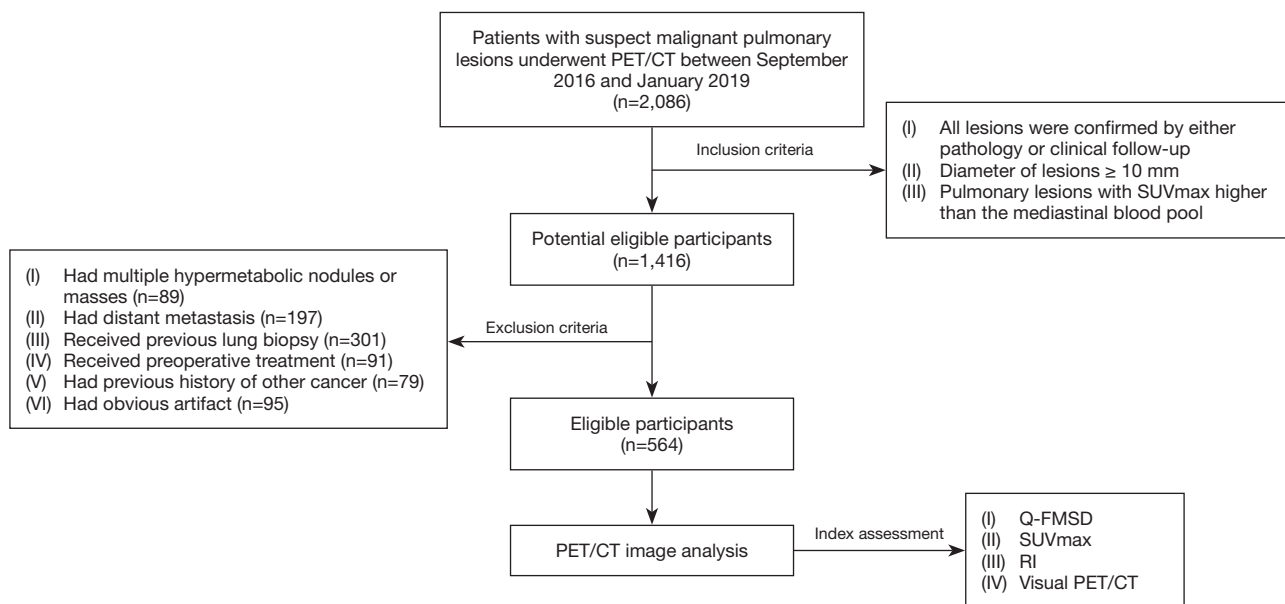 Patients with suspect malignant pulmonary
lesions underwent PET/CT between September
2016 and January 2019
(n=2,086)
Inclusion criteria
(I) All lesions were confirmed by either
pathology or clinical follow-up
(II) Diameter of lesions ≥ 10 mm
(III) Pulmonary lesions with SUVmax higher
than the mediastinal blood pool
Potential eligible participants
(n=1,416)
(I) Had multiple hypermetabolic nodules or
masses (n=89)
(II) Had distant metastasis (n=197)
(III) Received previous lung biopsy (n=301)
(IV) Received preoperative treatment (n=91)
(V) Had previous history of other cancer (n=79)
(VI) Had obvious artifact (n=95)
Exclusion criteria
Eligible participants
(n=564)
PET/CT image analysis
Index assessment
(I) Q-FMSD
(II) SUVmax
(III) RI
(IV) Visual PET/CT